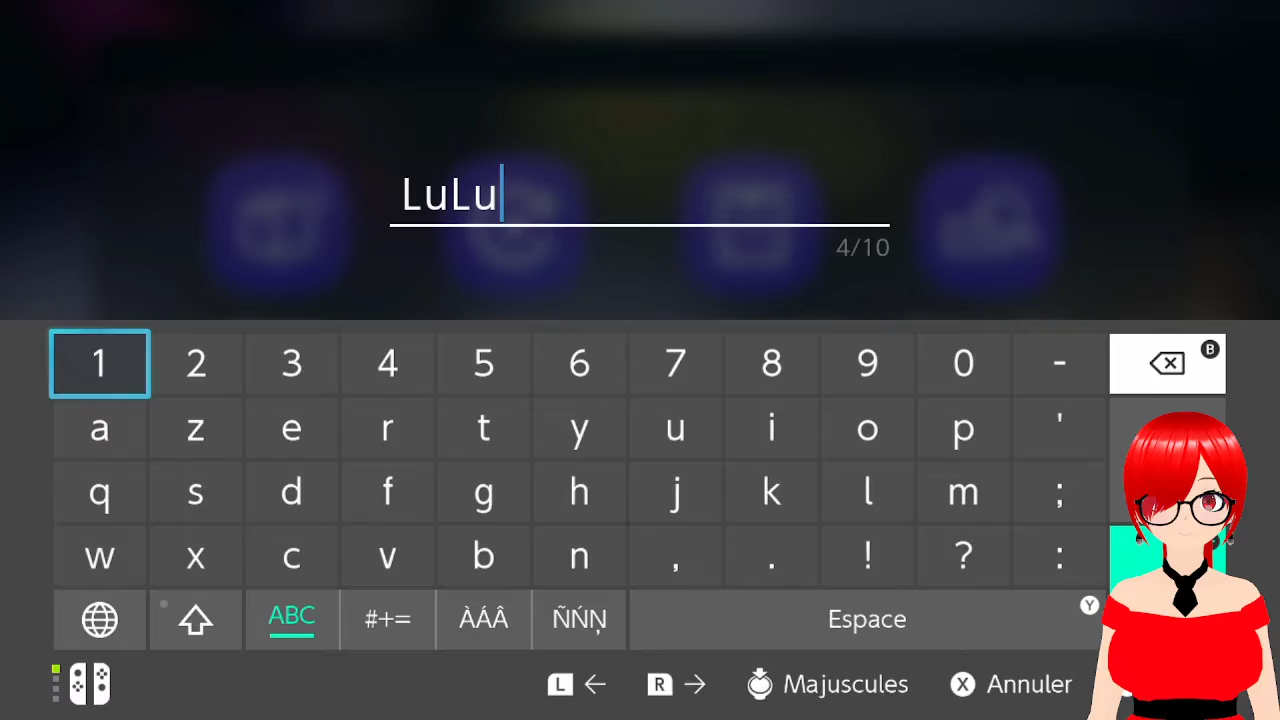 LuLu
4/10
1 2 3 4 5 6 7 8 9 0 - B
a z e r t y u i o p '
q s d f g h j k l m ;
w x c v b n , . ! ? :
ABC #+= ÀÁÂ ÑŃŅ Espace Y
L ← R → Majuscules X Annuler